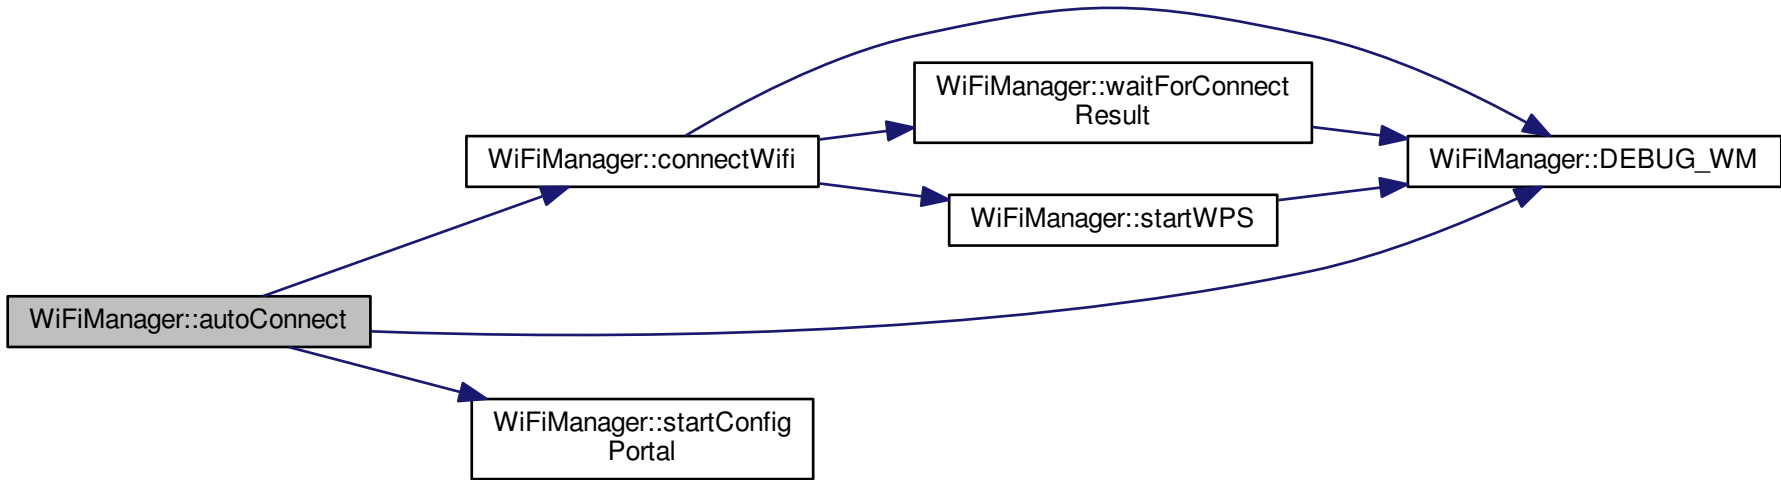 WiFiManager::waitForConnect
Result
WiFiManager::connectWifi
WiFiManager::DEBUG_WM
WiFiManager::startWPS
WiFiManager::autoConnect
WiFiManager::startConfig
Portal